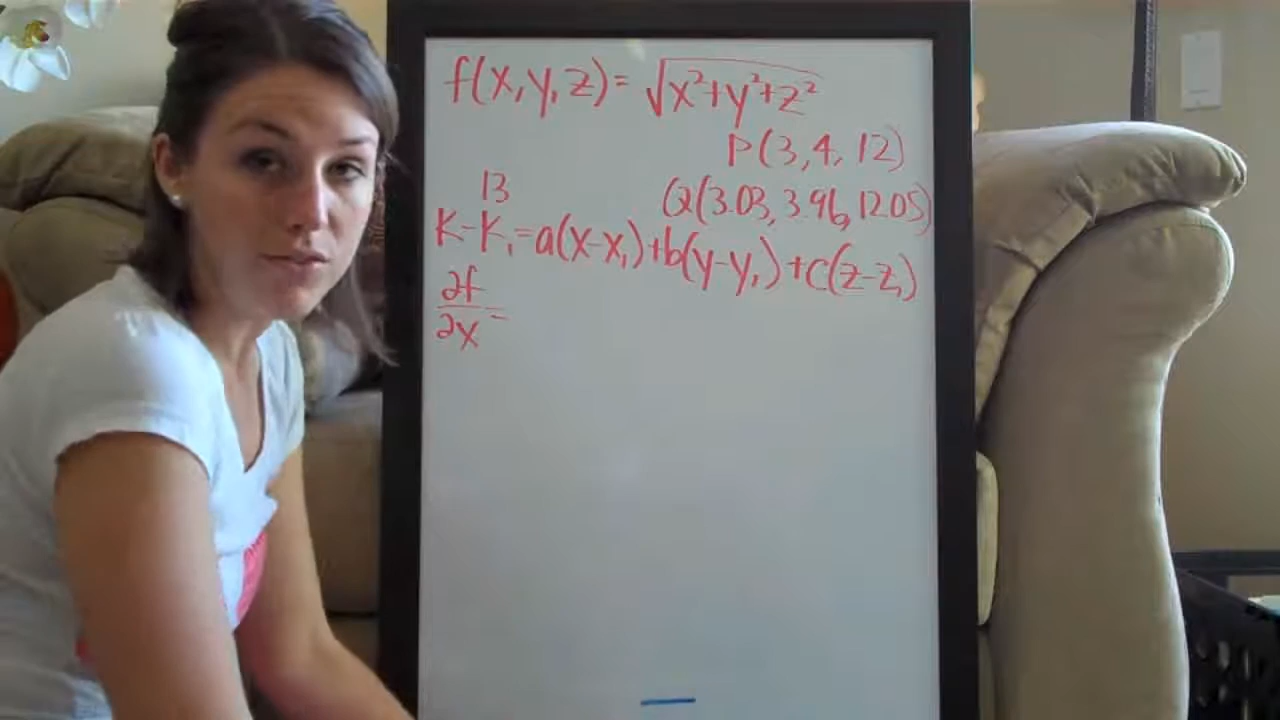 f(x,y,z)= √x²+y²+z²
P(3,4,12)
Q(3.03,3.96,12.05)
13
K-K₁=a(x-x₁)+b(y-y₁)+c(z-z₁)
∂f/∂x =